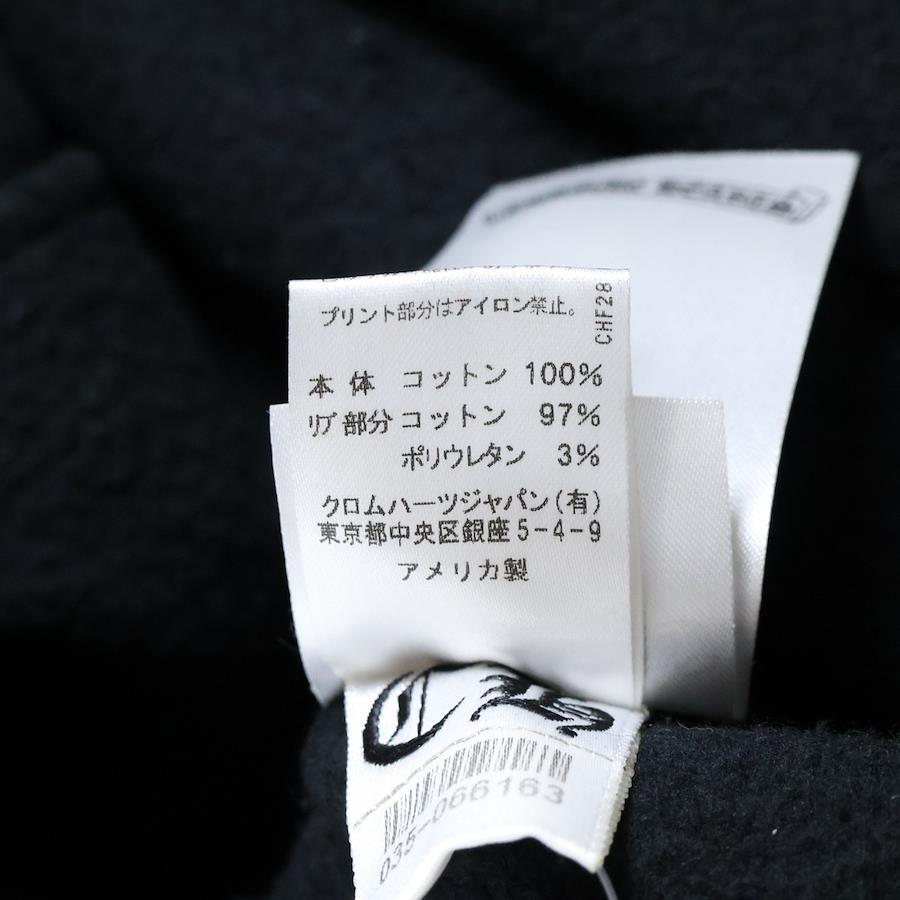 プリント部分はアイロン禁止。
CHF28
本体 コットン 100%
リブ部分コットン 97%
ポリウレタン 3%
クロムハーツジャパン(有)
東京都中央区銀座5-4-9
アメリカ製
035-066163